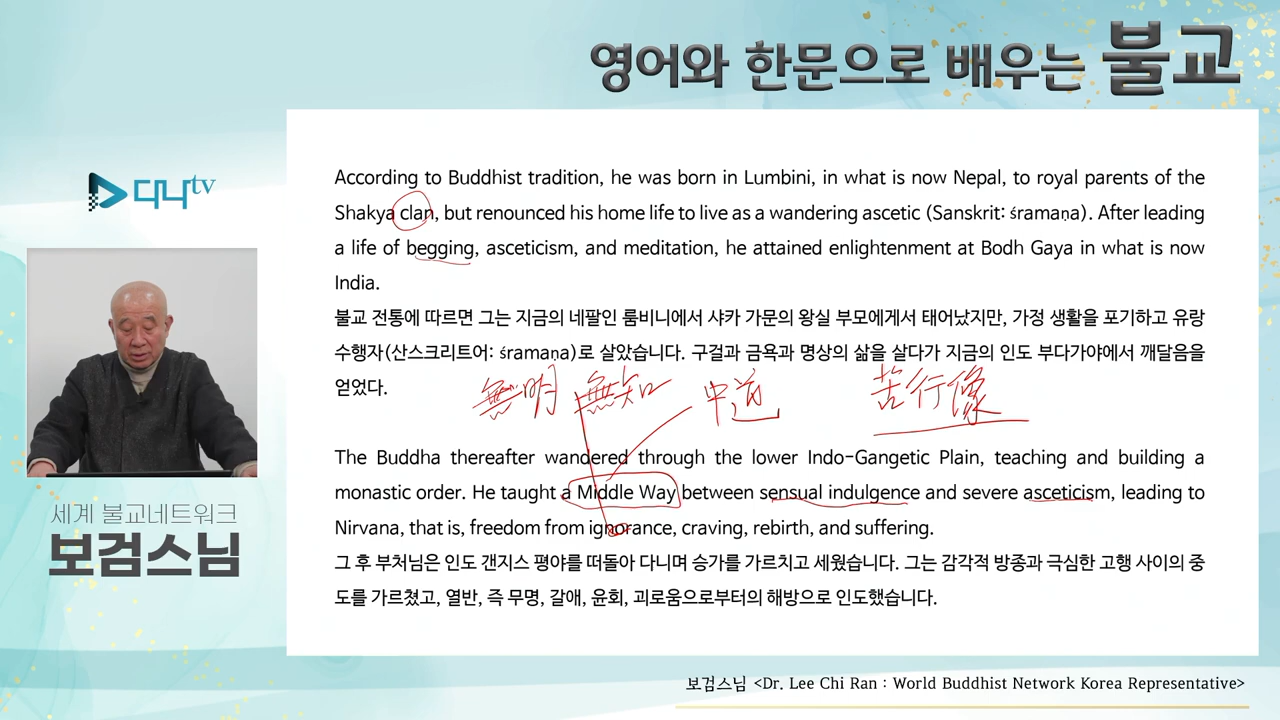 영어와 한문으로 배우는 불교
디나tv
According to Buddhist tradition, he was born in Lumbini, in what is now Nepal, to royal parents of the
Shakya clan, but renounced his home life to live as a wandering ascetic (Sanskrit: śramaṇa). After leading
a life of begging, asceticism, and meditation, he attained enlightenment at Bodh Gaya in what is now
India.
불교 전통에 따르면 그는 지금의 네팔인 룸비니에서 샤카 가문의 왕실 부모에게서 태어났지만, 가정 생활을 포기하고 유랑
수행자(산스크리트어: śramaṇa)로 살았습니다. 구걸과 금욕과 명상의 삶을 살다가 지금의 인도 부다가야에서 깨달음을
얻었다.
無明 無知 中道 苦行像
The Buddha thereafter wandered through the lower Indo-Gangetic Plain, teaching and building a
monastic order. He taught a Middle Way between sensual indulgence and severe asceticism, leading to
Nirvana, that is, freedom from ignorance, craving, rebirth, and suffering.
그 후 부처님은 인도 갠지스 평야를 떠돌아 다니며 승가를 가르치고 세웠습니다. 그는 감각적 방종과 극심한 고행 사이의 중
도를 가르쳤고, 열반, 즉 무명, 갈애, 윤회, 괴로움으로부터의 해방으로 인도했습니다.
세계 불교네트워크
보검스님
보검스님 <Dr. Lee Chi Ran : World Buddhist Network Korea Representative>